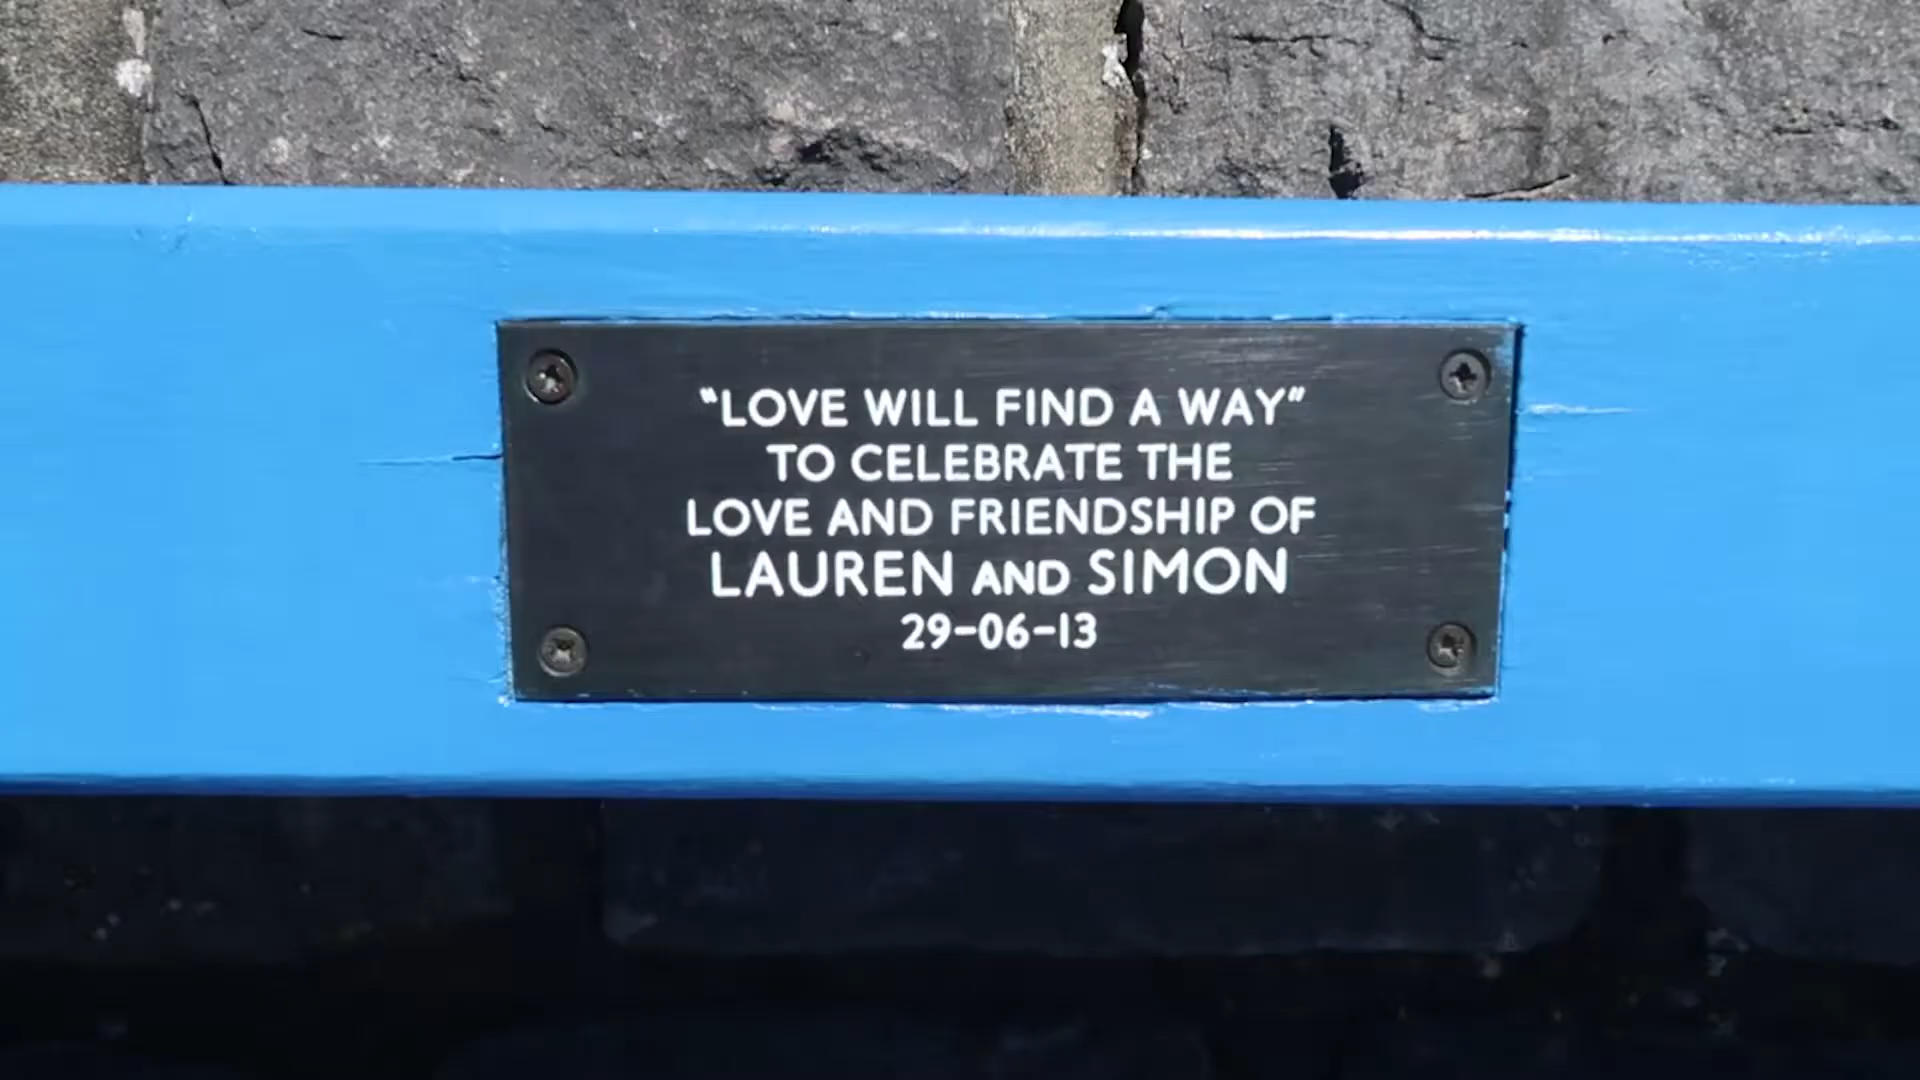 “LOVE WILL FIND A WAY”
TO CELEBRATE THE
LOVE AND FRIENDSHIP OF
LAUREN AND SIMON
29-06-13